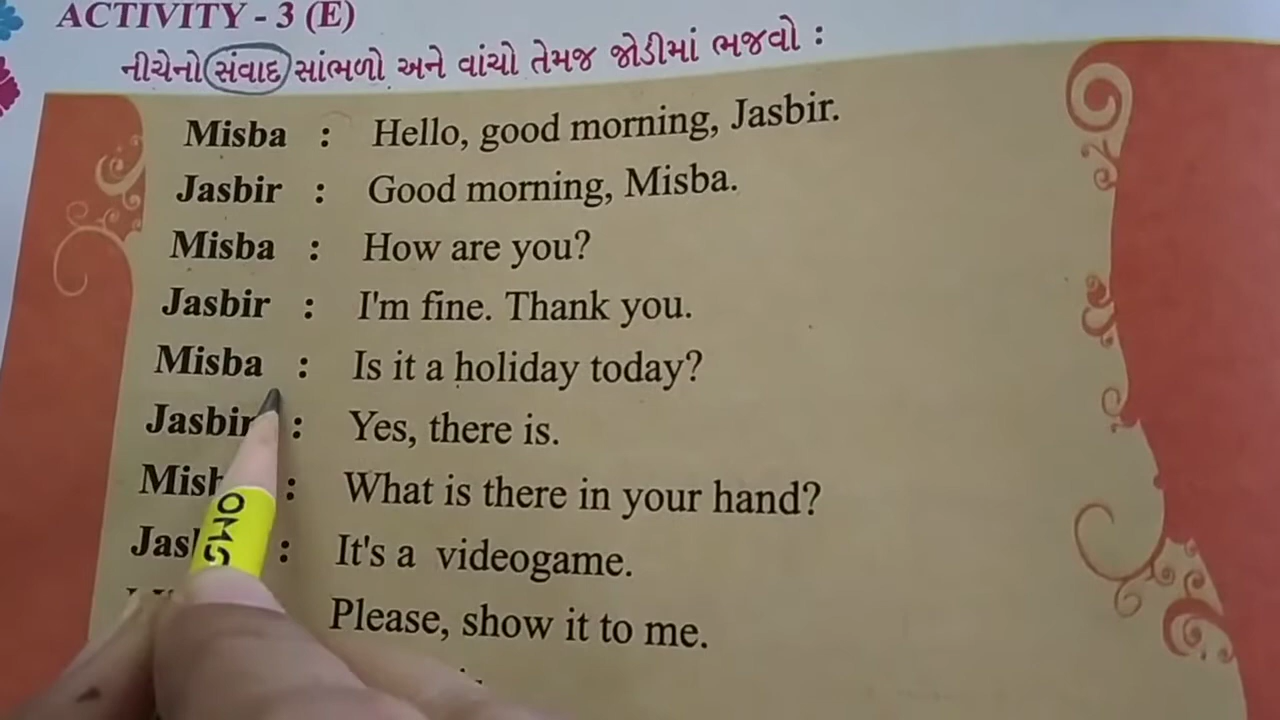 ACTIVITY - 3 (E)
નીચેનો સંવાદ સાંભળો અને વાંચો તેમજ જોડીમાં ભજવો :
Misba : Hello, good morning, Jasbir.
Jasbir : Good morning, Misba.
Misba : How are you?
Jasbir : I'm fine. Thank you.
Misba : Is it a holiday today?
Jasbir : Yes, there is.
: What is there in your hand?
: It's a videogame.
Please, show it to me.
OMS